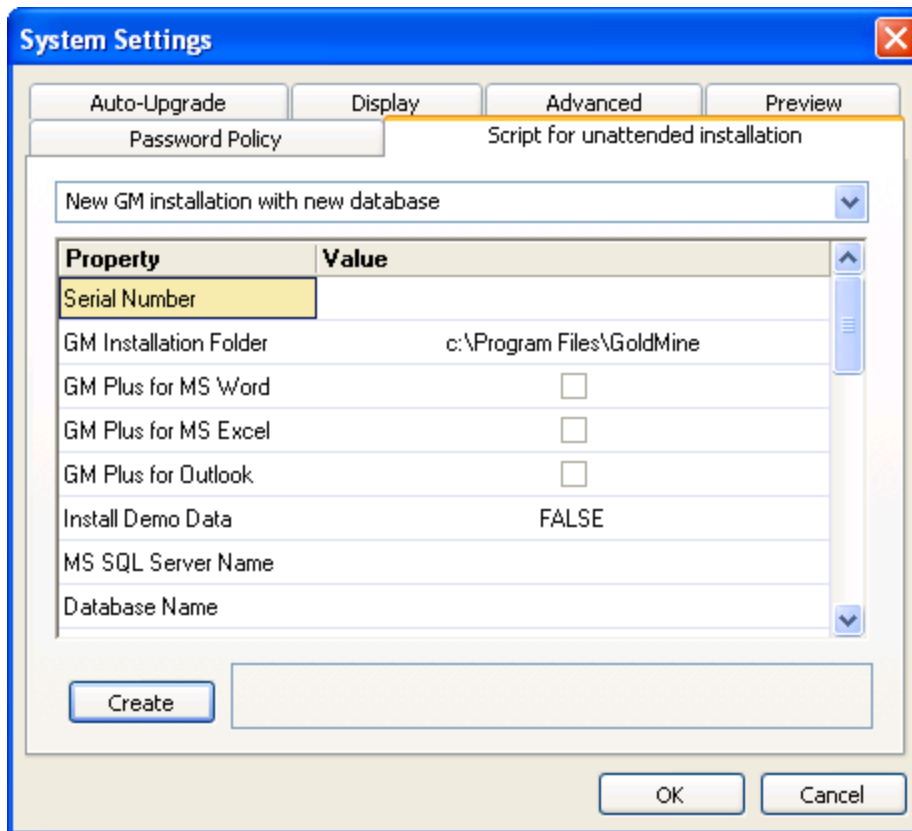 System Settings
Auto-Upgrade Display Advanced Preview
Password Policy Script for unattended installation
New GM installation with new database
Property Value
Serial Number
GM Installation Folder c:\Program Files\GoldMine
GM Plus for MS Word
GM Plus for MS Excel
GM Plus for Outlook
Install Demo Data FALSE
MS SQL Server Name
Database Name
Create
OK Cancel